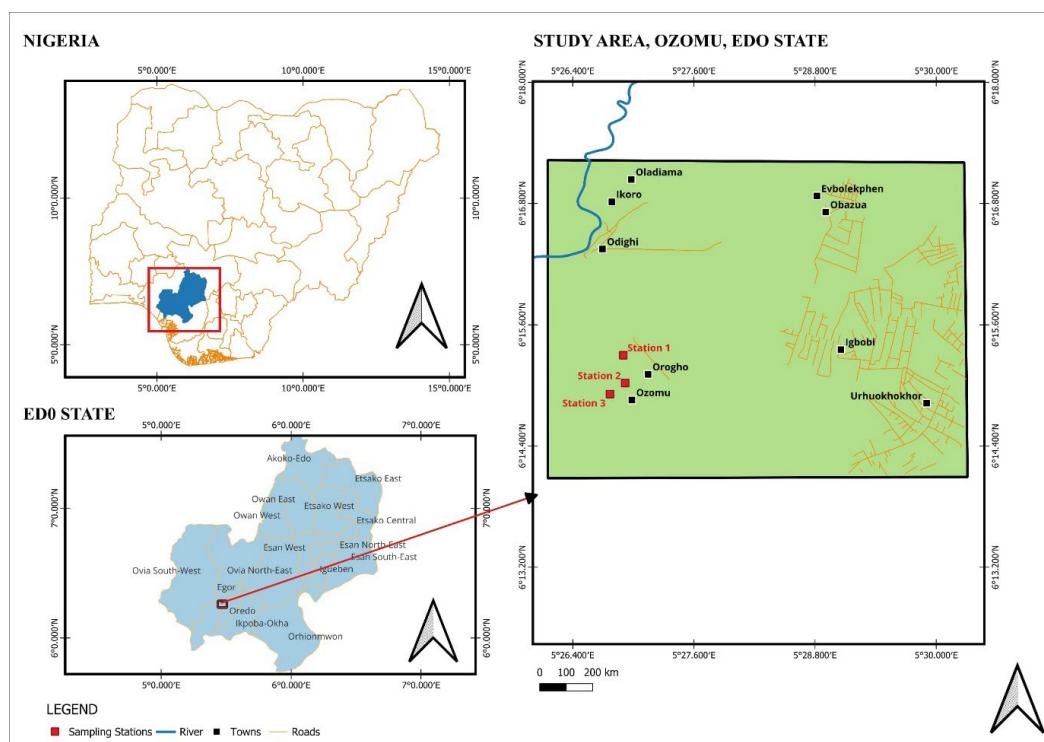 NIGERIA
5°0.000'E 10°0.000'E 15°0.000'E
10°0.000'N 10°0.000'N
5°0.000'N 5°0.000'N
5°0.000'E 10°0.000'E 15°0.000'E
ED0 STATE
5°0.000'E 6°0.000'E 7°0.000'E
Akoko-Edo
Etsako East
Owan East
Etsako West
7°0.000'N 7°0.000'N
Owan West
Etsako Central
Esan West
Esan North-East
Esan South-East
Ovia South-West
Ovia North-East
Igueben
Egor
Oredo
Ikpoba-Okha
Orhionmwon
6°0.000'N 6°0.000'N
5°0.000'E 6°0.000'E 7°0.000'E
STUDY AREA, OZOMU, EDO STATE
5°26.400'E 5°27.600'E 5°28.800'E 5°30.000'E
6°18.000'N 6°18.000'N
Oladiama
Evbolekphen
Ikoro
6°16.800'N 6°16.800'N
Obazua
Odighi
6°15.600'N 6°15.600'N
Station 1
Igbobi
Orogho
Station 2
Ozomu
Station 3
Urhuokhokhor
6°14.400'N 6°14.400'N
6°13.200'N 6°13.200'N
5°26.400'E 5°27.600'E 5°28.800'E 5°30.000'E
0 100 200 km
LEGEND
Sampling Stations River Towns Roads